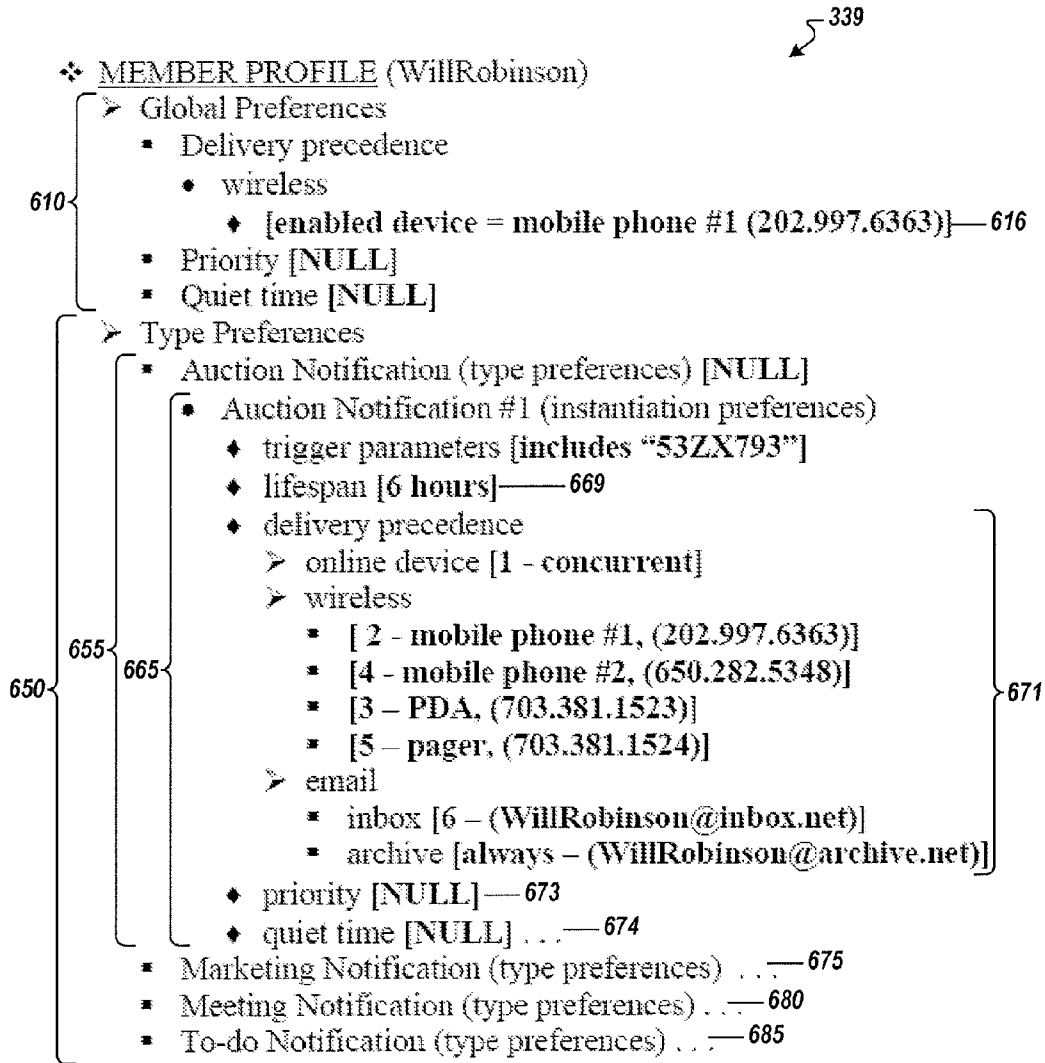 339
❖ MEMBER PROFILE (WillRobinson)
➢ Global Preferences
▪ Delivery precedence
• wireless
610
♦ [enabled device = mobile phone #1 (202.997.6363)] 616
▪ Priority [NULL]
▪ Quiet time [NULL]
➢ Type Preferences
▪ Auction Notification (type preferences) [NULL]
• Auction Notification #1 (instantiation preferences)
♦ trigger parameters [includes “53ZX793”]
♦ lifespan [6 hours] 669
♦ delivery precedence
➢ online device [1 - concurrent]
➢ wireless
▪ [ 2 - mobile phone #1, (202.997.6363)]
650 655 665 ▪ [4 - mobile phone #2, (650.282.5348)] 671
▪ [3 – PDA, (703.381.1523)]
▪ [5 – pager, (703.381.1524)]
➢ email
▪ inbox [6 – (WillRobinson@inbox.net)]
▪ archive [always – (WillRobinson@archive.net)]
♦ priority [NULL] 673
♦ quiet time [NULL] . . . 674
▪ Marketing Notification (type preferences) . . . 675
▪ Meeting Notification (type preferences) . . . 680
▪ To-do Notification (type preferences) . . . 685